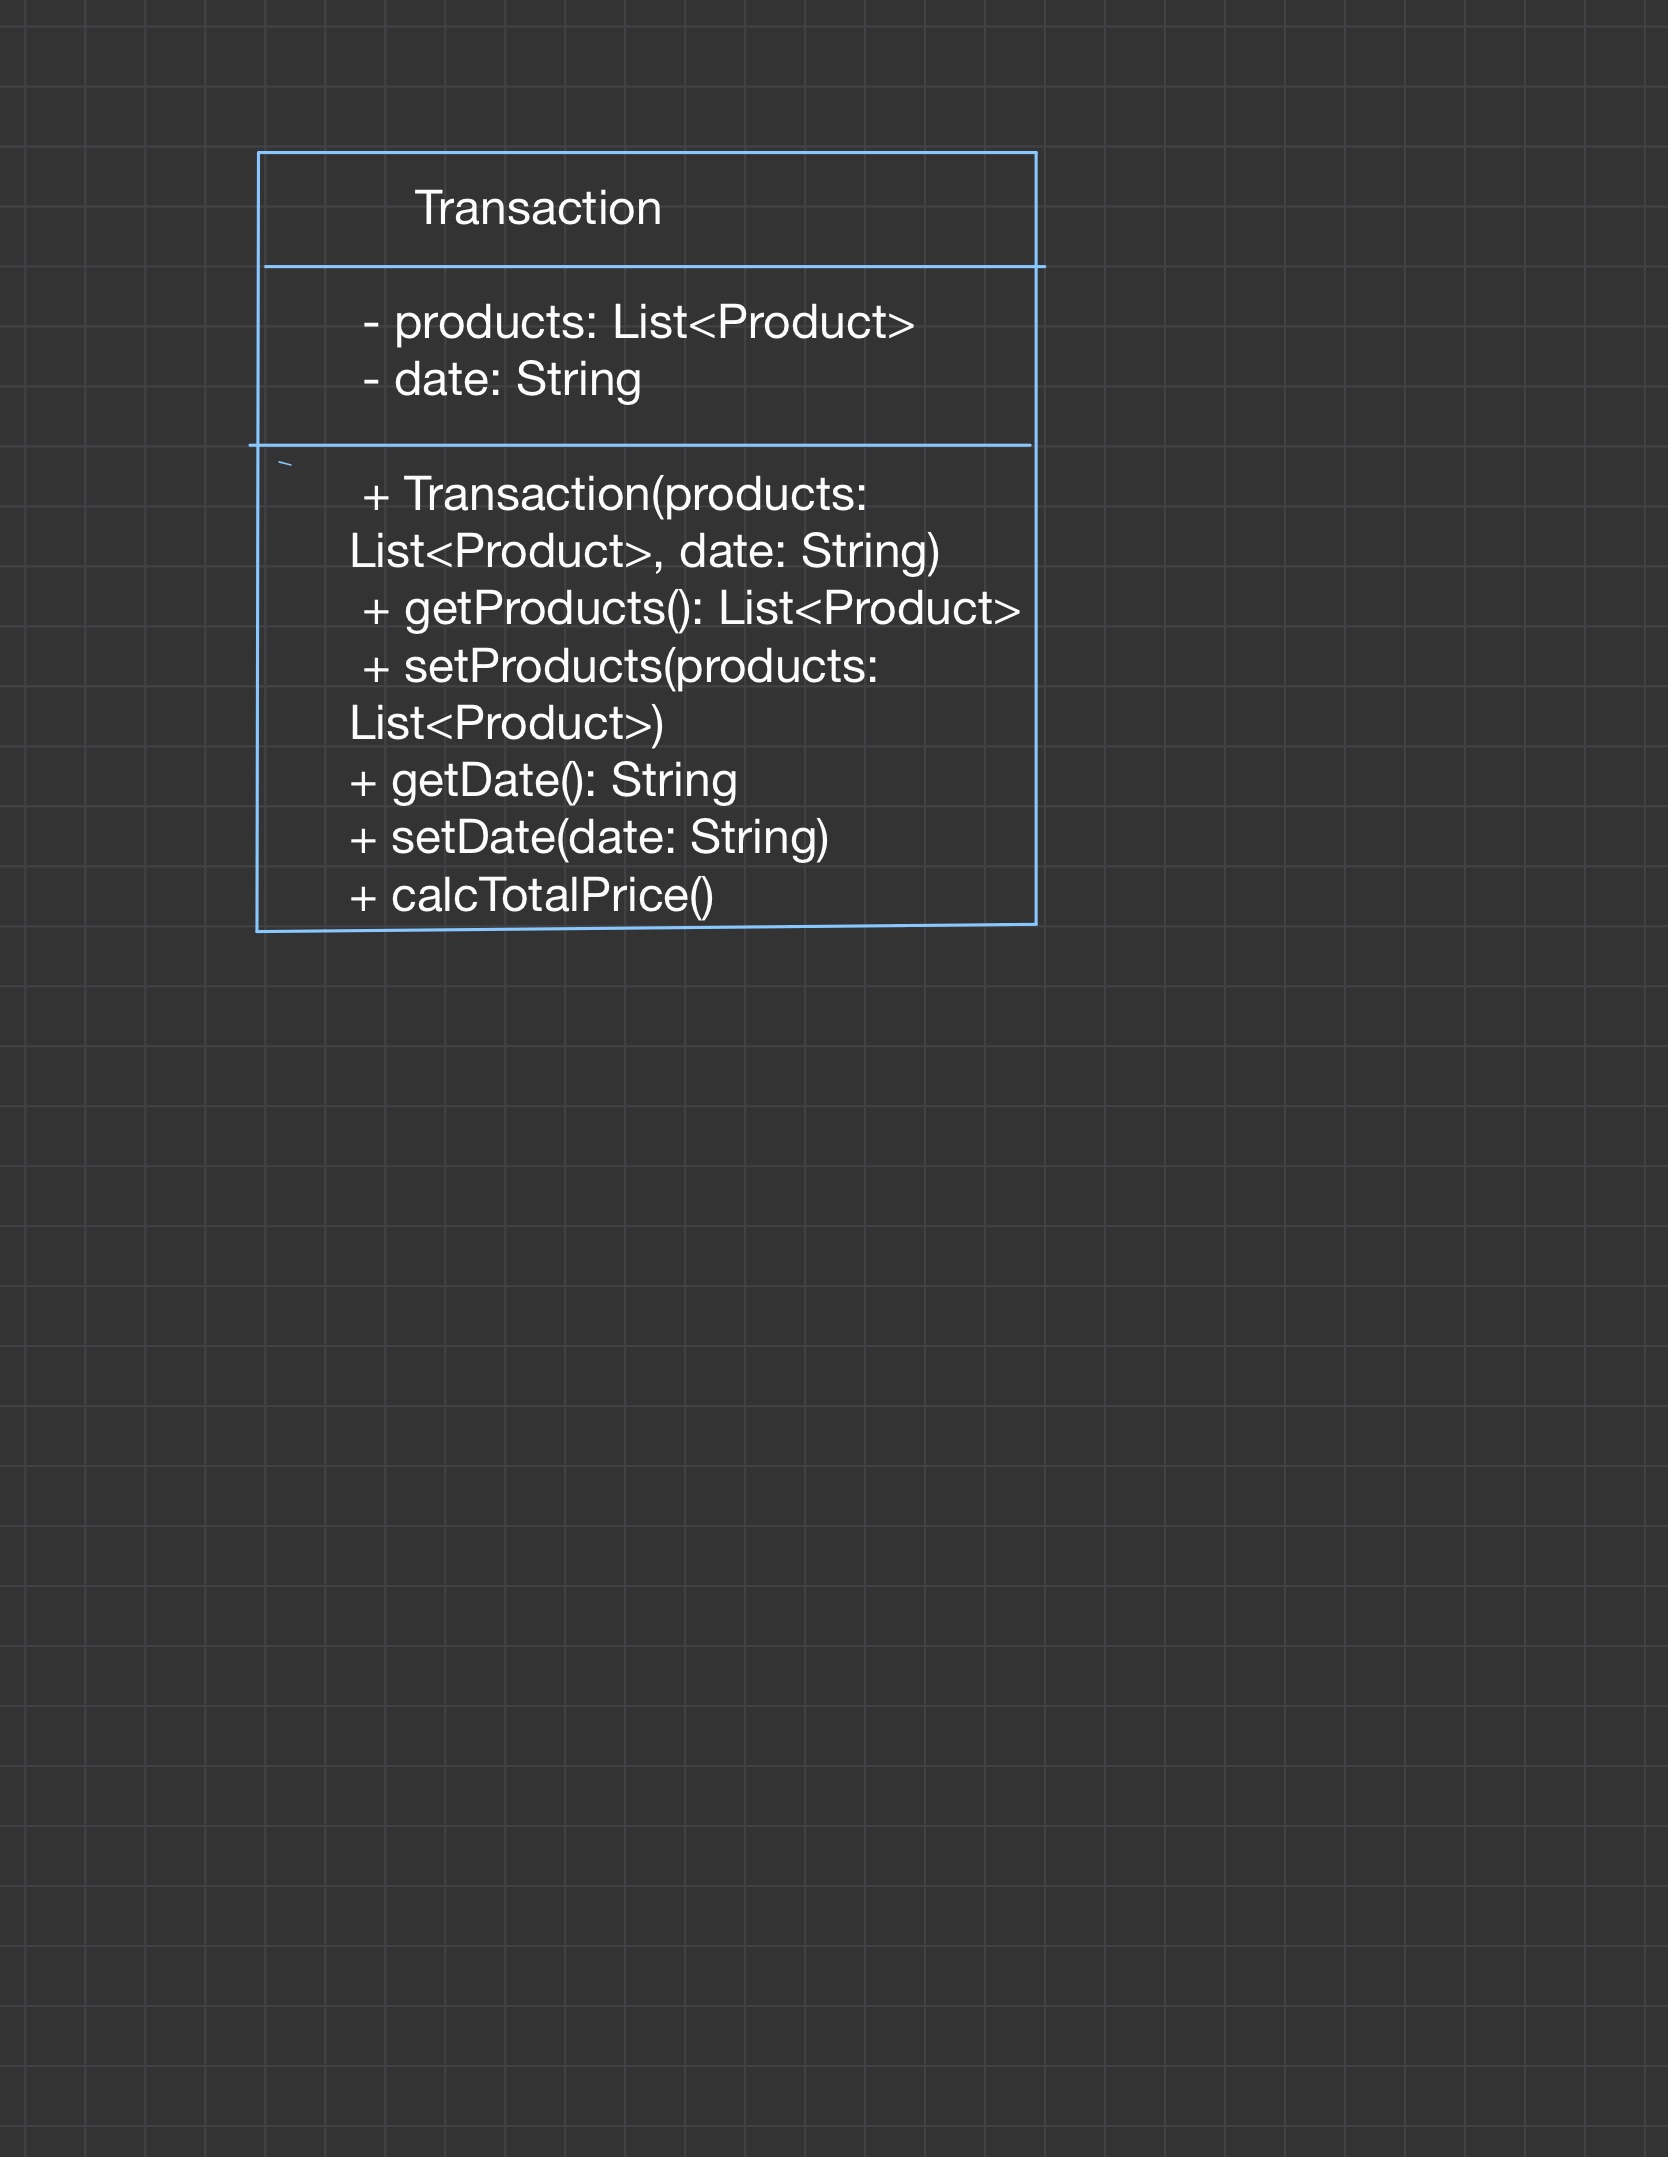 Transaction
- products: List<Product>
- date: String
+ Transaction(products:
List<Product>, date: String)
+ getProducts(): List<Product>
+ setProducts(products:
List<Product>)
+ getDate(): String
+ setDate(date: String)
+ calcTotalPrice()